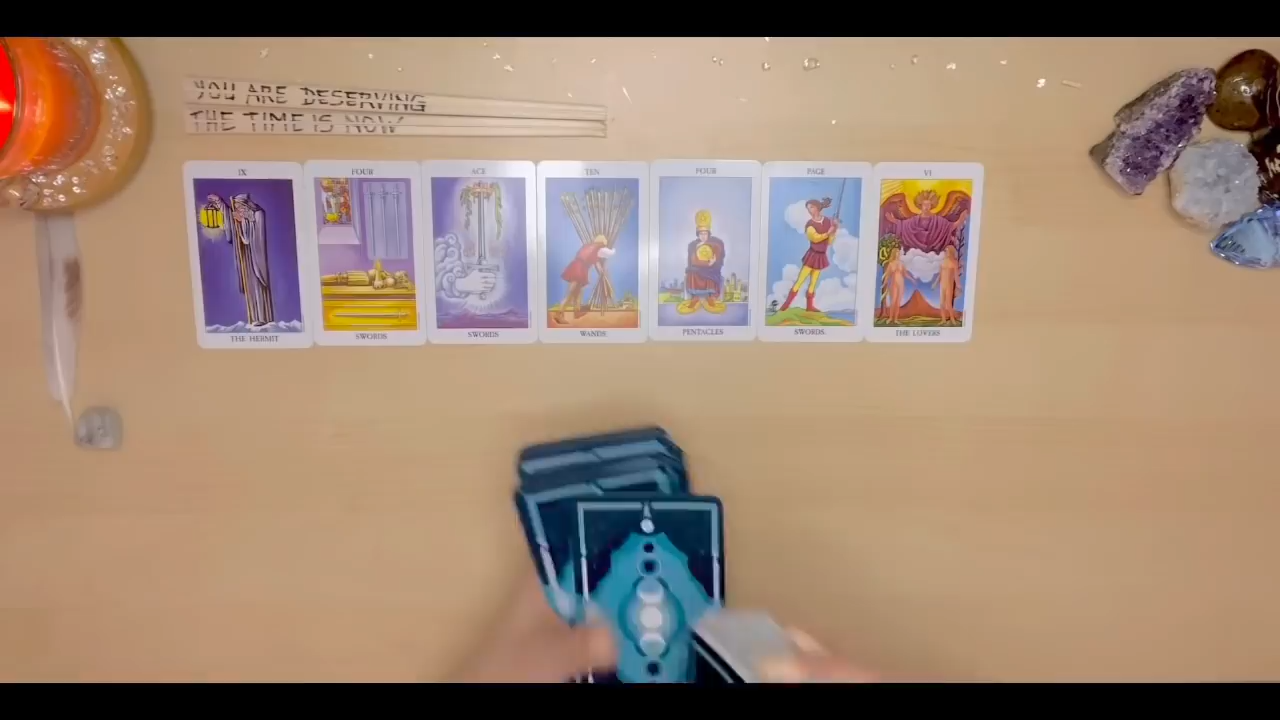 YOU ARE DESERVING
THE TIME IS NOW
IX
FOUR
ACE
TEN
FOUR
PAGE
VI
THE HERMIT
SWORDS
SWORDS
WANDS
PENTACLES
SWORDS.
THE LOVERS